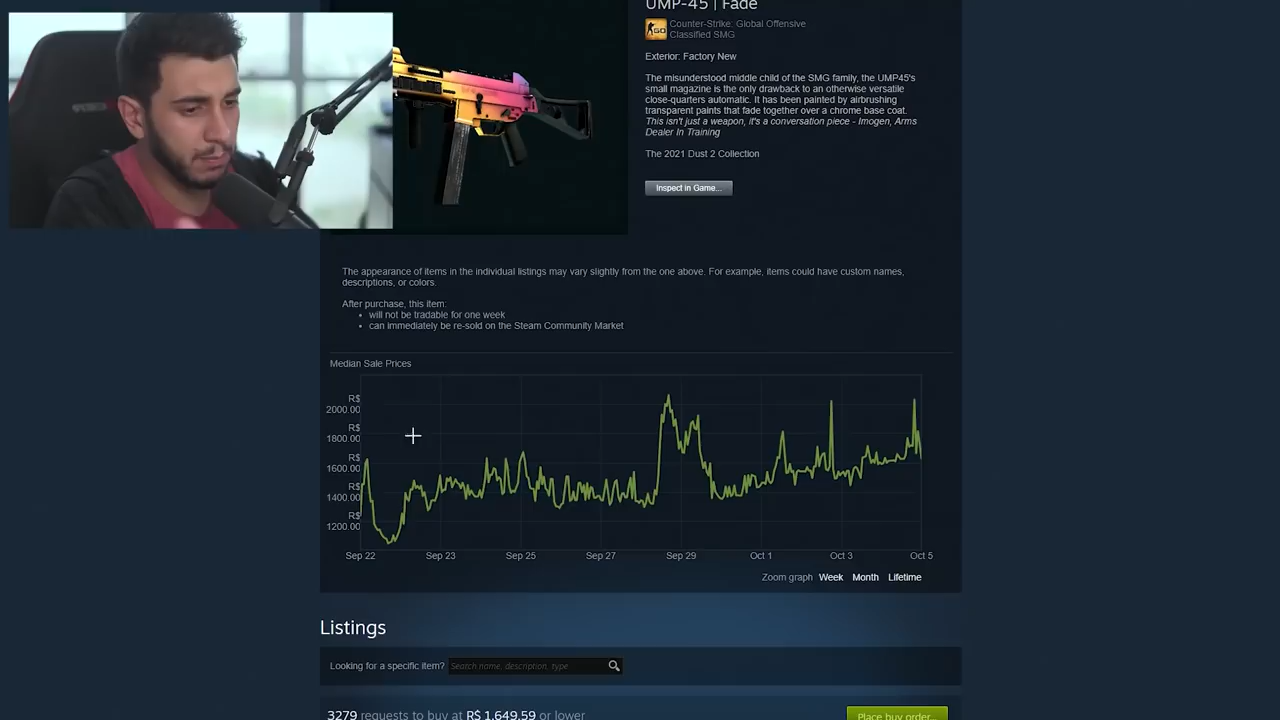 UMP-45 | Fade
Counter-Strike: Global Offensive
Classified SMG
Exterior: Factory New
The misunderstood middle child of the SMG family, the UMP45's
small magazine is the only drawback to an otherwise versatile
close-quarters automatic. It has been painted by airbrushing
transparent paints that fade together over a chrome base coat.
This isn't just a weapon, it's a conversation piece - Imogen, Arms
Dealer In Training
The 2021 Dust 2 Collection
Inspect in Game...
The appearance of items in the individual listings may vary slightly from the one above. For example, items could have custom names,
descriptions, or colors.
After purchase, this item:
• will not be tradable for one week
• can immediately be re-sold on the Steam Community Market
Median Sale Prices
R$
2000.00
R$
1800.00
R$
1600.00
R$
1400.00
R$
1200.00
Sep 22 Sep 23 Sep 25 Sep 27 Sep 29 Oct 1 Oct 3 Oct 5
Zoom graph Week Month Lifetime
Listings
Looking for a specific item? Search name, description, type
3279 requests to buy at R$ 1,649.59 or lower
Place buy order...